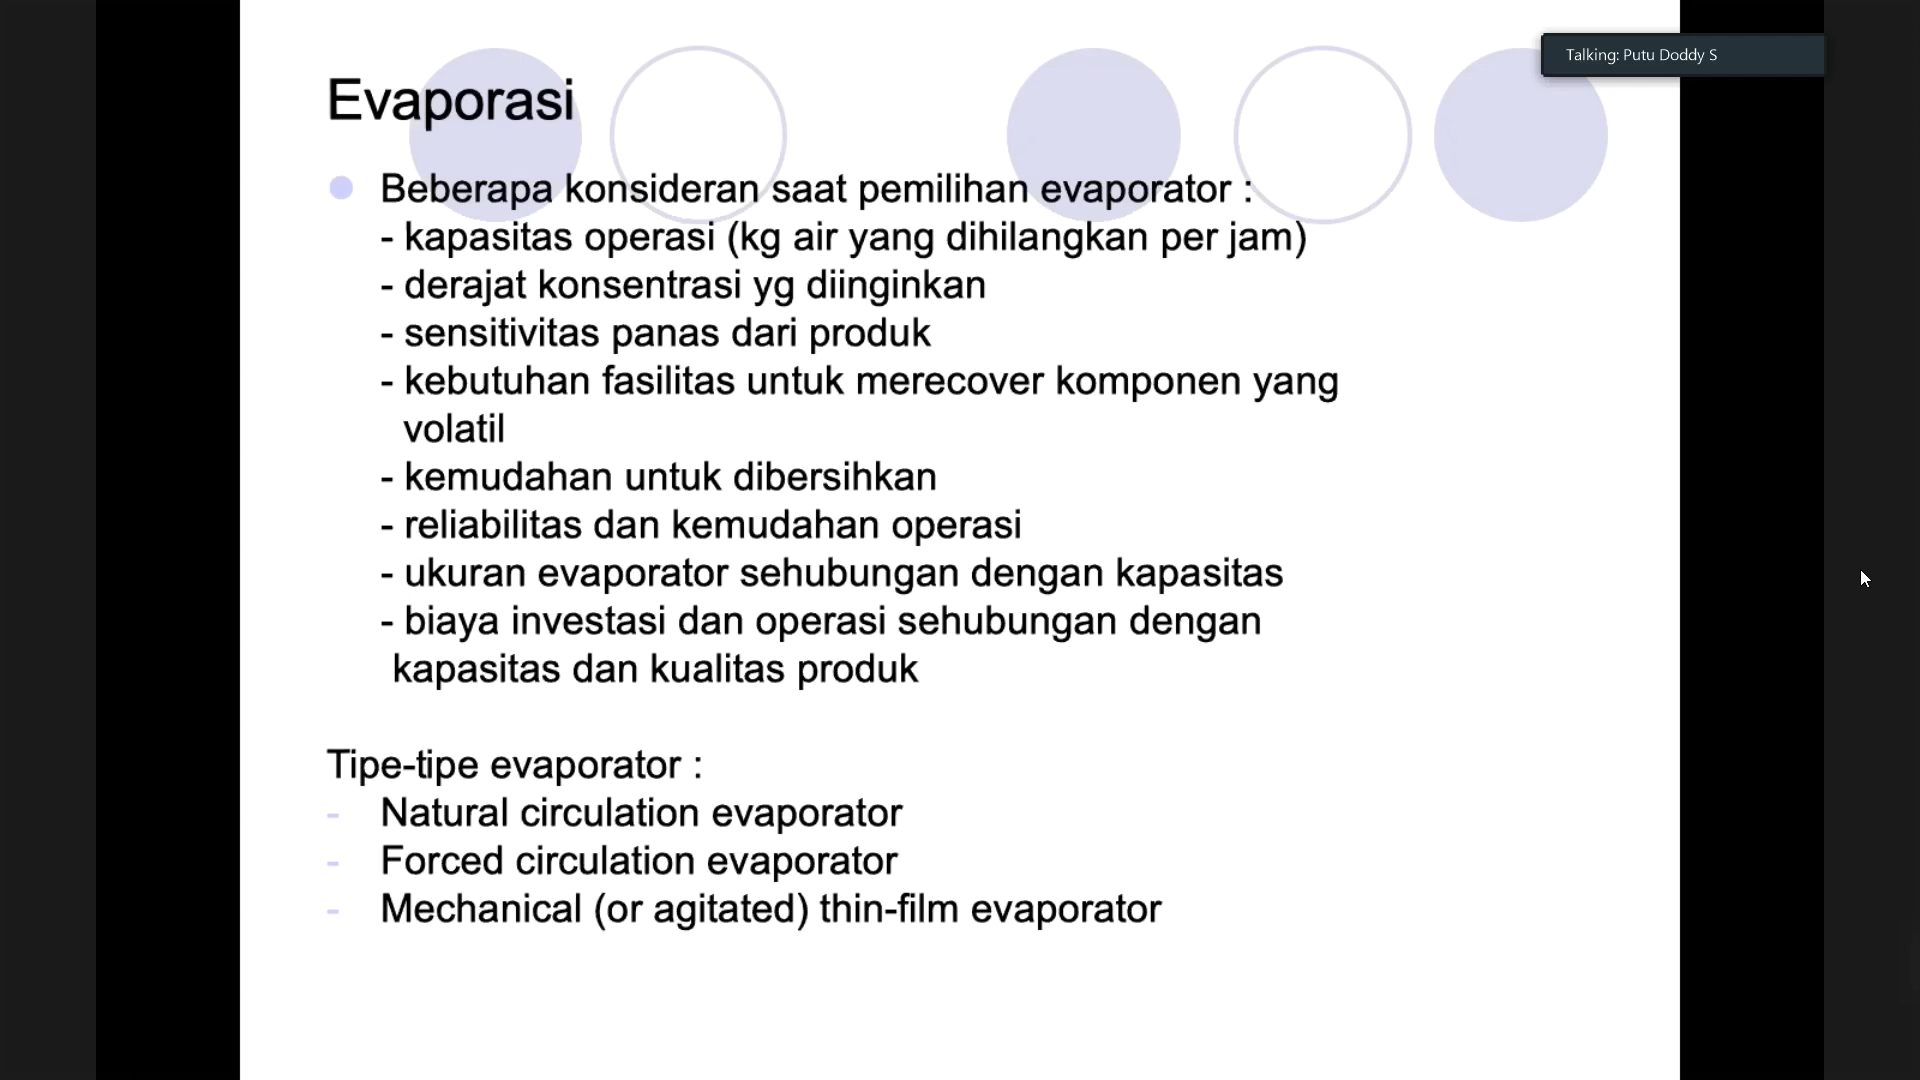 Talking: Putu Doddy S
Evaporasi
Beberapa konsideran saat pemilihan evaporator :
- kapasitas operasi (kg air yang dihilangkan per jam)
- derajat konsentrasi yg diinginkan
- sensitivitas panas dari produk
- kebutuhan fasilitas untuk merecover komponen yang
volatil
- kemudahan untuk dibersihkan
- reliabilitas dan kemudahan operasi
- ukuran evaporator sehubungan dengan kapasitas
- biaya investasi dan operasi sehubungan dengan
kapasitas dan kualitas produk
Tipe-tipe evaporator :
- Natural circulation evaporator
- Forced circulation evaporator
- Mechanical (or agitated) thin-film evaporator